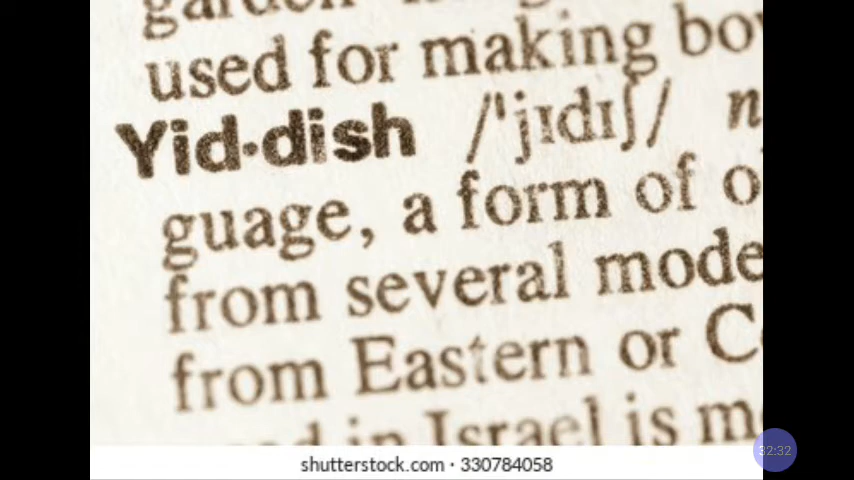 used for making
Yid·dish /ˈjɪdɪʃ/ n
guage, a form of o
from several mode
from Eastern or C
in Israel is m
shutterstock.com · 330784058
32:32